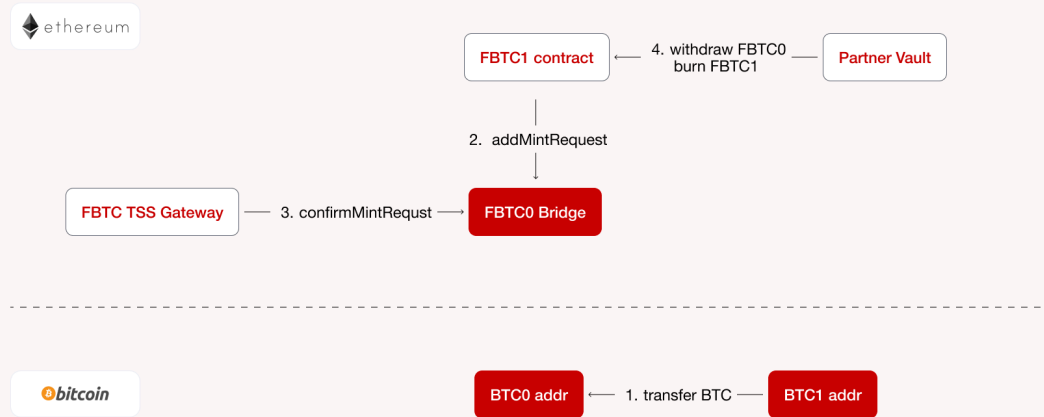 ethereum
FBTC1 contract
4. withdraw FBTC0
burn FBTC1
Partner Vault
2. addMintRequest
FBTC TSS Gateway
3. confirmMintRequst
FBTC0 Bridge
bitcoin
BTC0 addr
1. transfer BTC
BTC1 addr